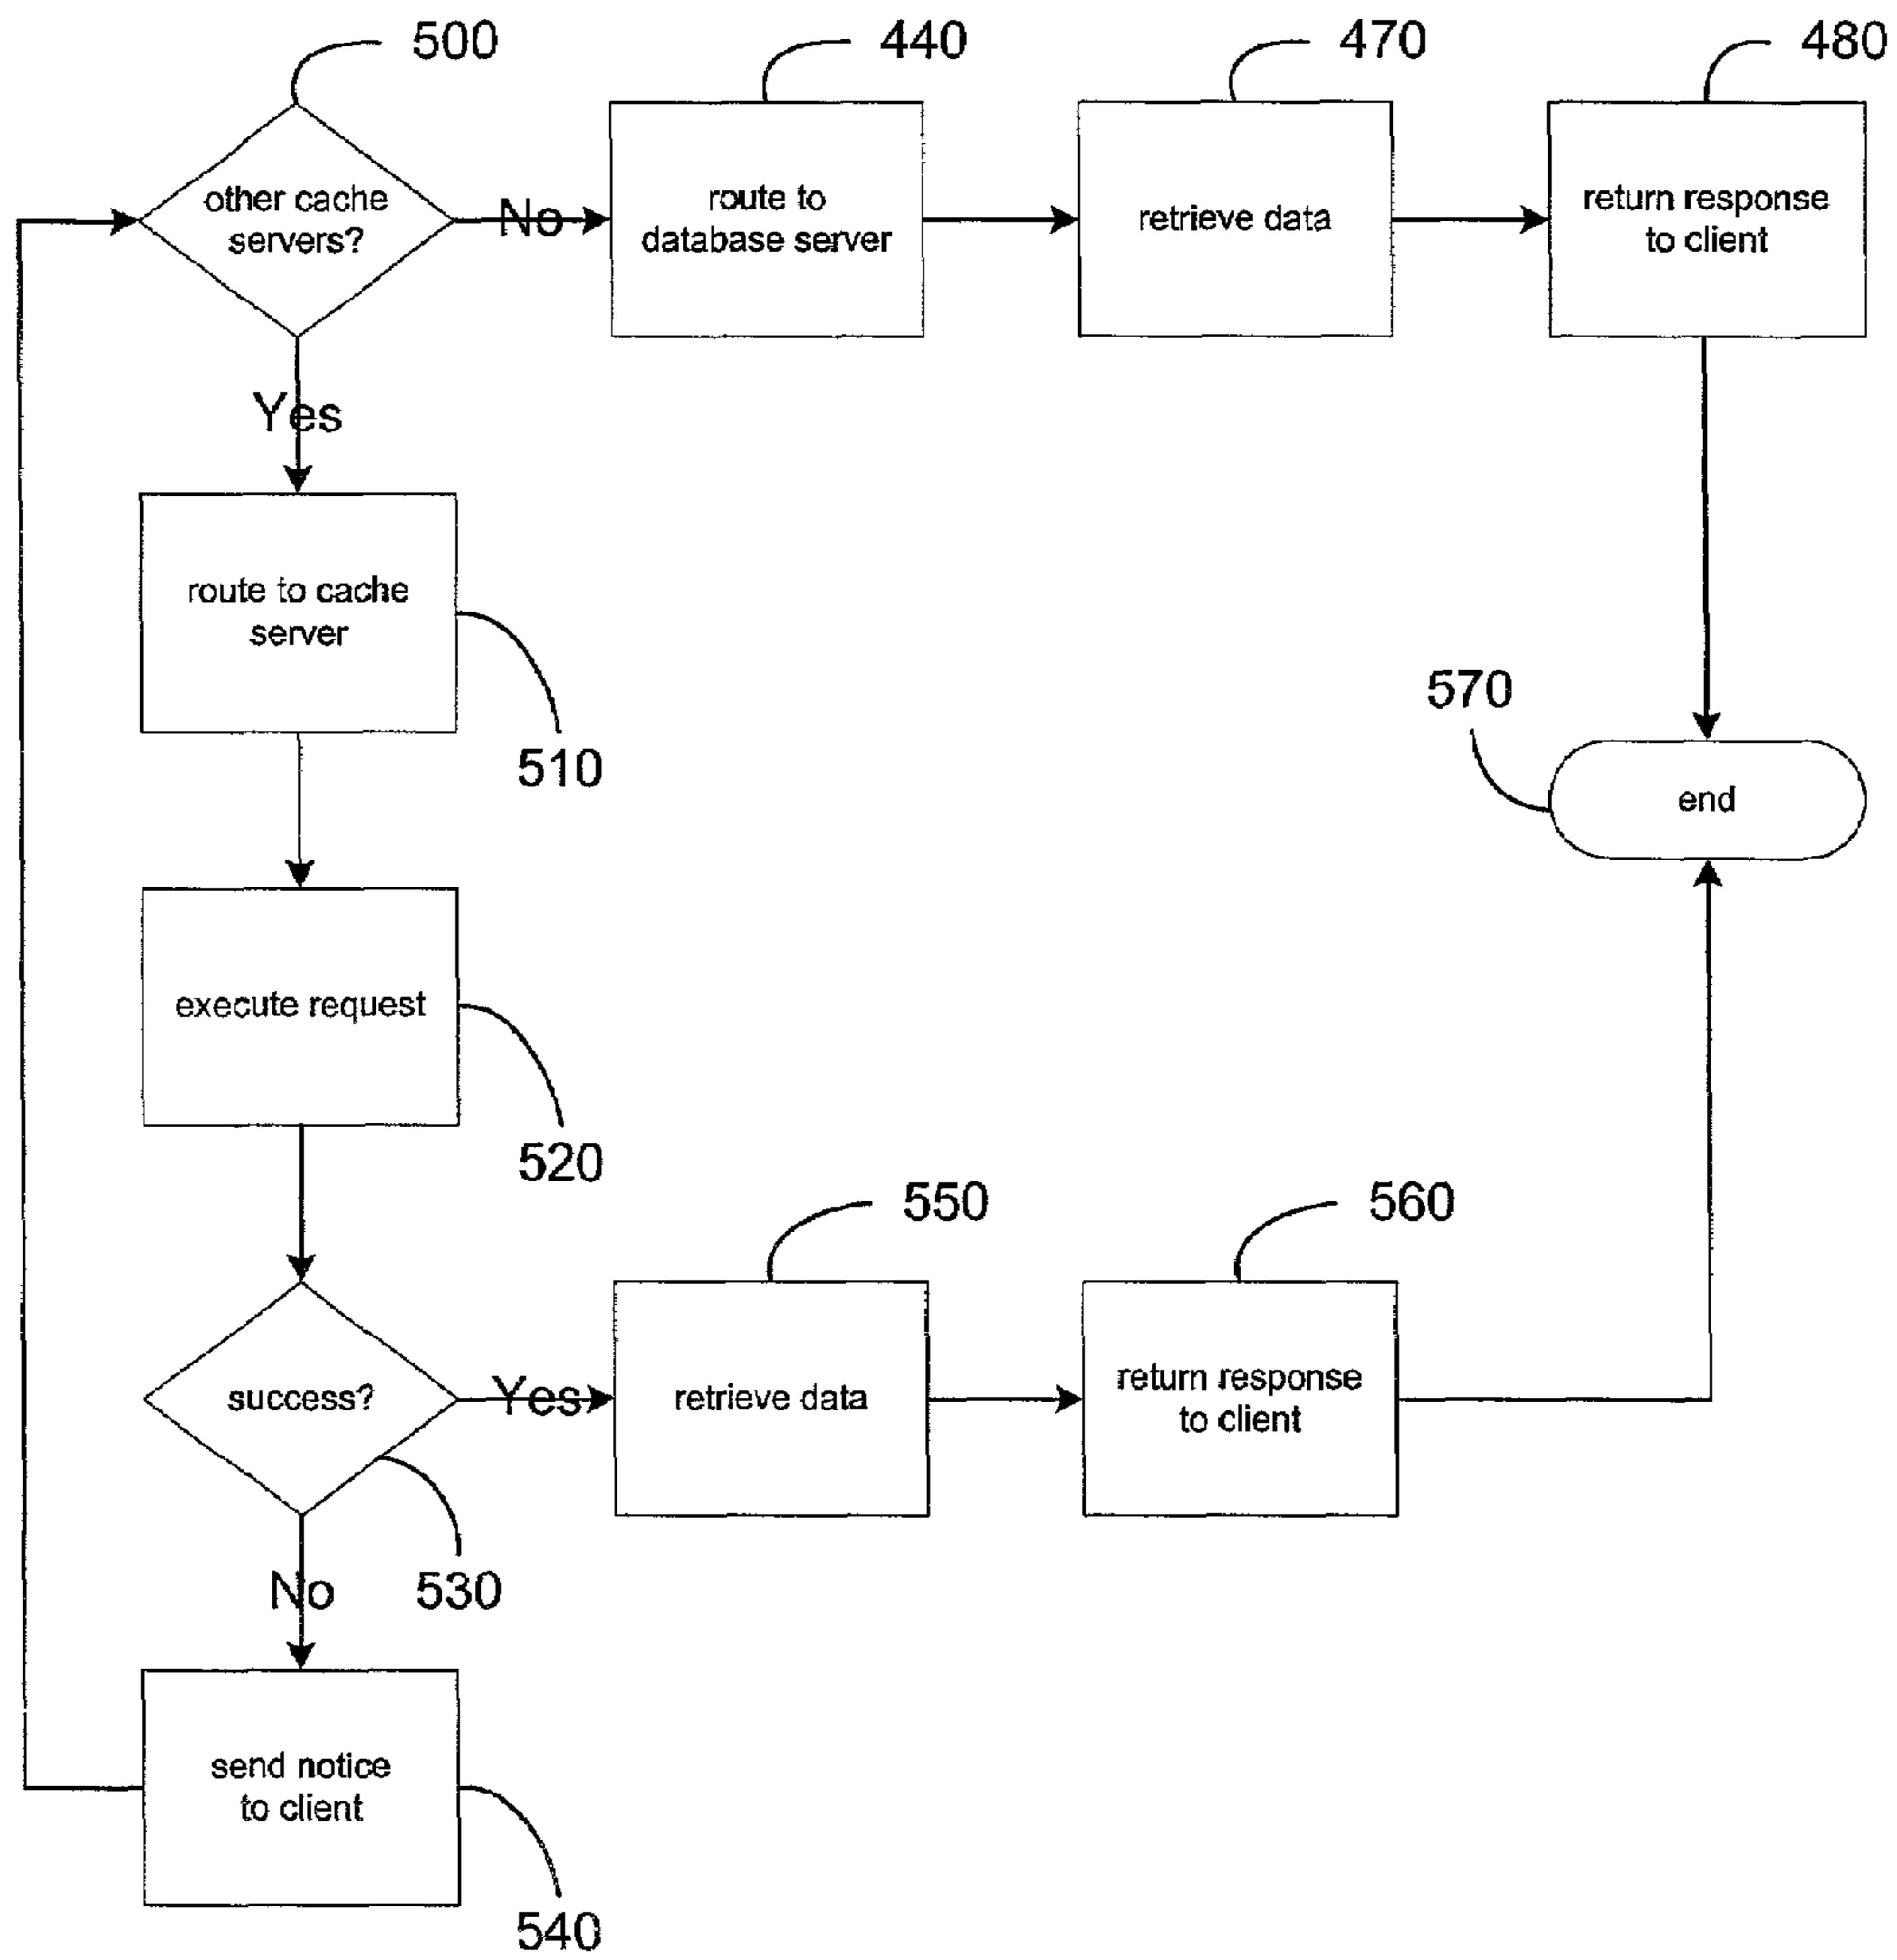 500
440
470
480
other cache
servers?
No
route to
database server
retrieve data
return response
to client
Yes
route to cache
server
510
570
end
execute request
520
550
560
success?
Yes
retrieve data
return response
to client
530
No
send notice
to client
540